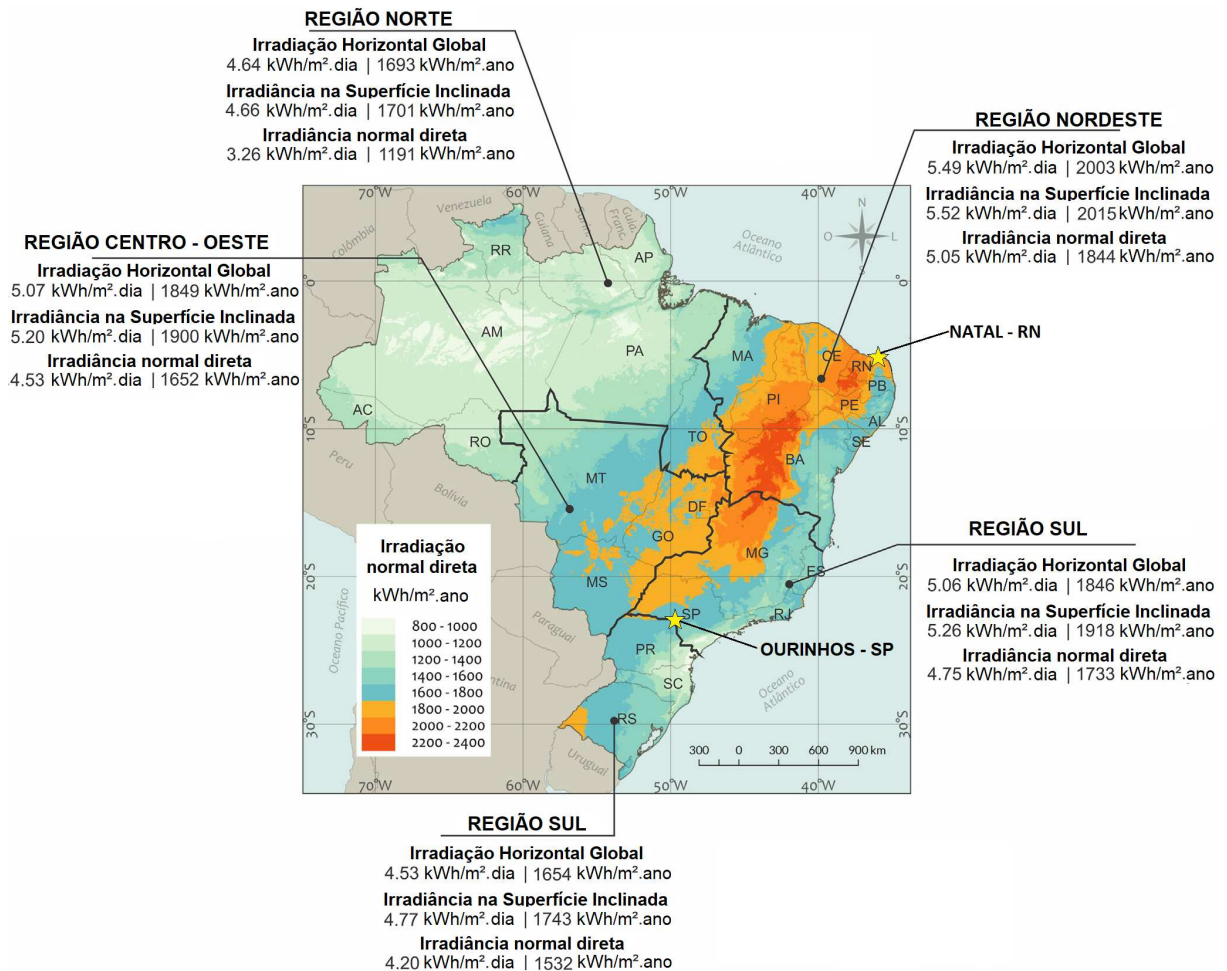 REGIÃO NORTE
Irradiação Horizontal Global
4.64 kWh/m².dia | 1693 kWh/m².ano
Irradiância na Superfície Inclinada
4.66 kWh/m².dia | 1701 kWh/m².ano
Irradiância normal direta
3.26 kWh/m².dia | 1191 kWh/m².ano
REGIÃO NORDESTE
Irradiação Horizontal Global
5.49 kWh/m².dia | 2003 kWh/m².ano
Irradiância na Superfície Inclinada
5.52 kWh/m².dia | 2015 kWh/m².ano
Irradiância normal direta
5.05 kWh/m².dia | 1844 kWh/m².ano
REGIÃO CENTRO - OESTE
Irradiação Horizontal Global
5.07 kWh/m².dia | 1849 kWh/m².ano
Irradiância na Superfície Inclinada
5.20 kWh/m².dia | 1900 kWh/m².ano
Irradiância normal direta
4.53 kWh/m².dia | 1652 kWh/m².ano
70°W
60°W
50°W
40°W
Venezuela
Colômbia
Guiana
Sur.
Guia. Franc.
Oceano Atlântico
N
O
L
S
0°
0°
RR
AP
AM
PA
MA
CE
RN
PB
PE
PI
AL
SE
AC
RO
TO
BA
MT
DF
GO
MG
ES
MS
SP
RJ
PR
SC
RS
NATAL - RN
10°S
10°S
Peru
Bolívia
Oceano Pacífico
Paraguai
ntina
Uruguai
Oceano Atlântico
20°S
30°S
30°S
OURINHOS - SP
Irradiação
normal direta
kWh/m².ano
800 - 1000
1000 - 1200
1200 - 1400
1400 - 1600
1600 - 1800
1800 - 2000
2000 - 2200
2200 - 2400
300 0 300 600 900 km
70°W
60°W
50°W
40°W
REGIÃO SUL
Irradiação Horizontal Global
5.06 kWh/m².dia | 1846 kWh/m².ano
Irradiância na Superfície Inclinada
5.26 kWh/m².dia | 1918 kWh/m².ano
Irradiância normal direta
4.75 kWh/m².dia | 1733 kWh/m².ano
REGIÃO SUL
Irradiação Horizontal Global
4.53 kWh/m².dia | 1654 kWh/m².ano
Irradiância na Superfície Inclinada
4.77 kWh/m².dia | 1743 kWh/m².ano
Irradiância normal direta
4.20 kWh/m².dia | 1532 kWh/m².ano